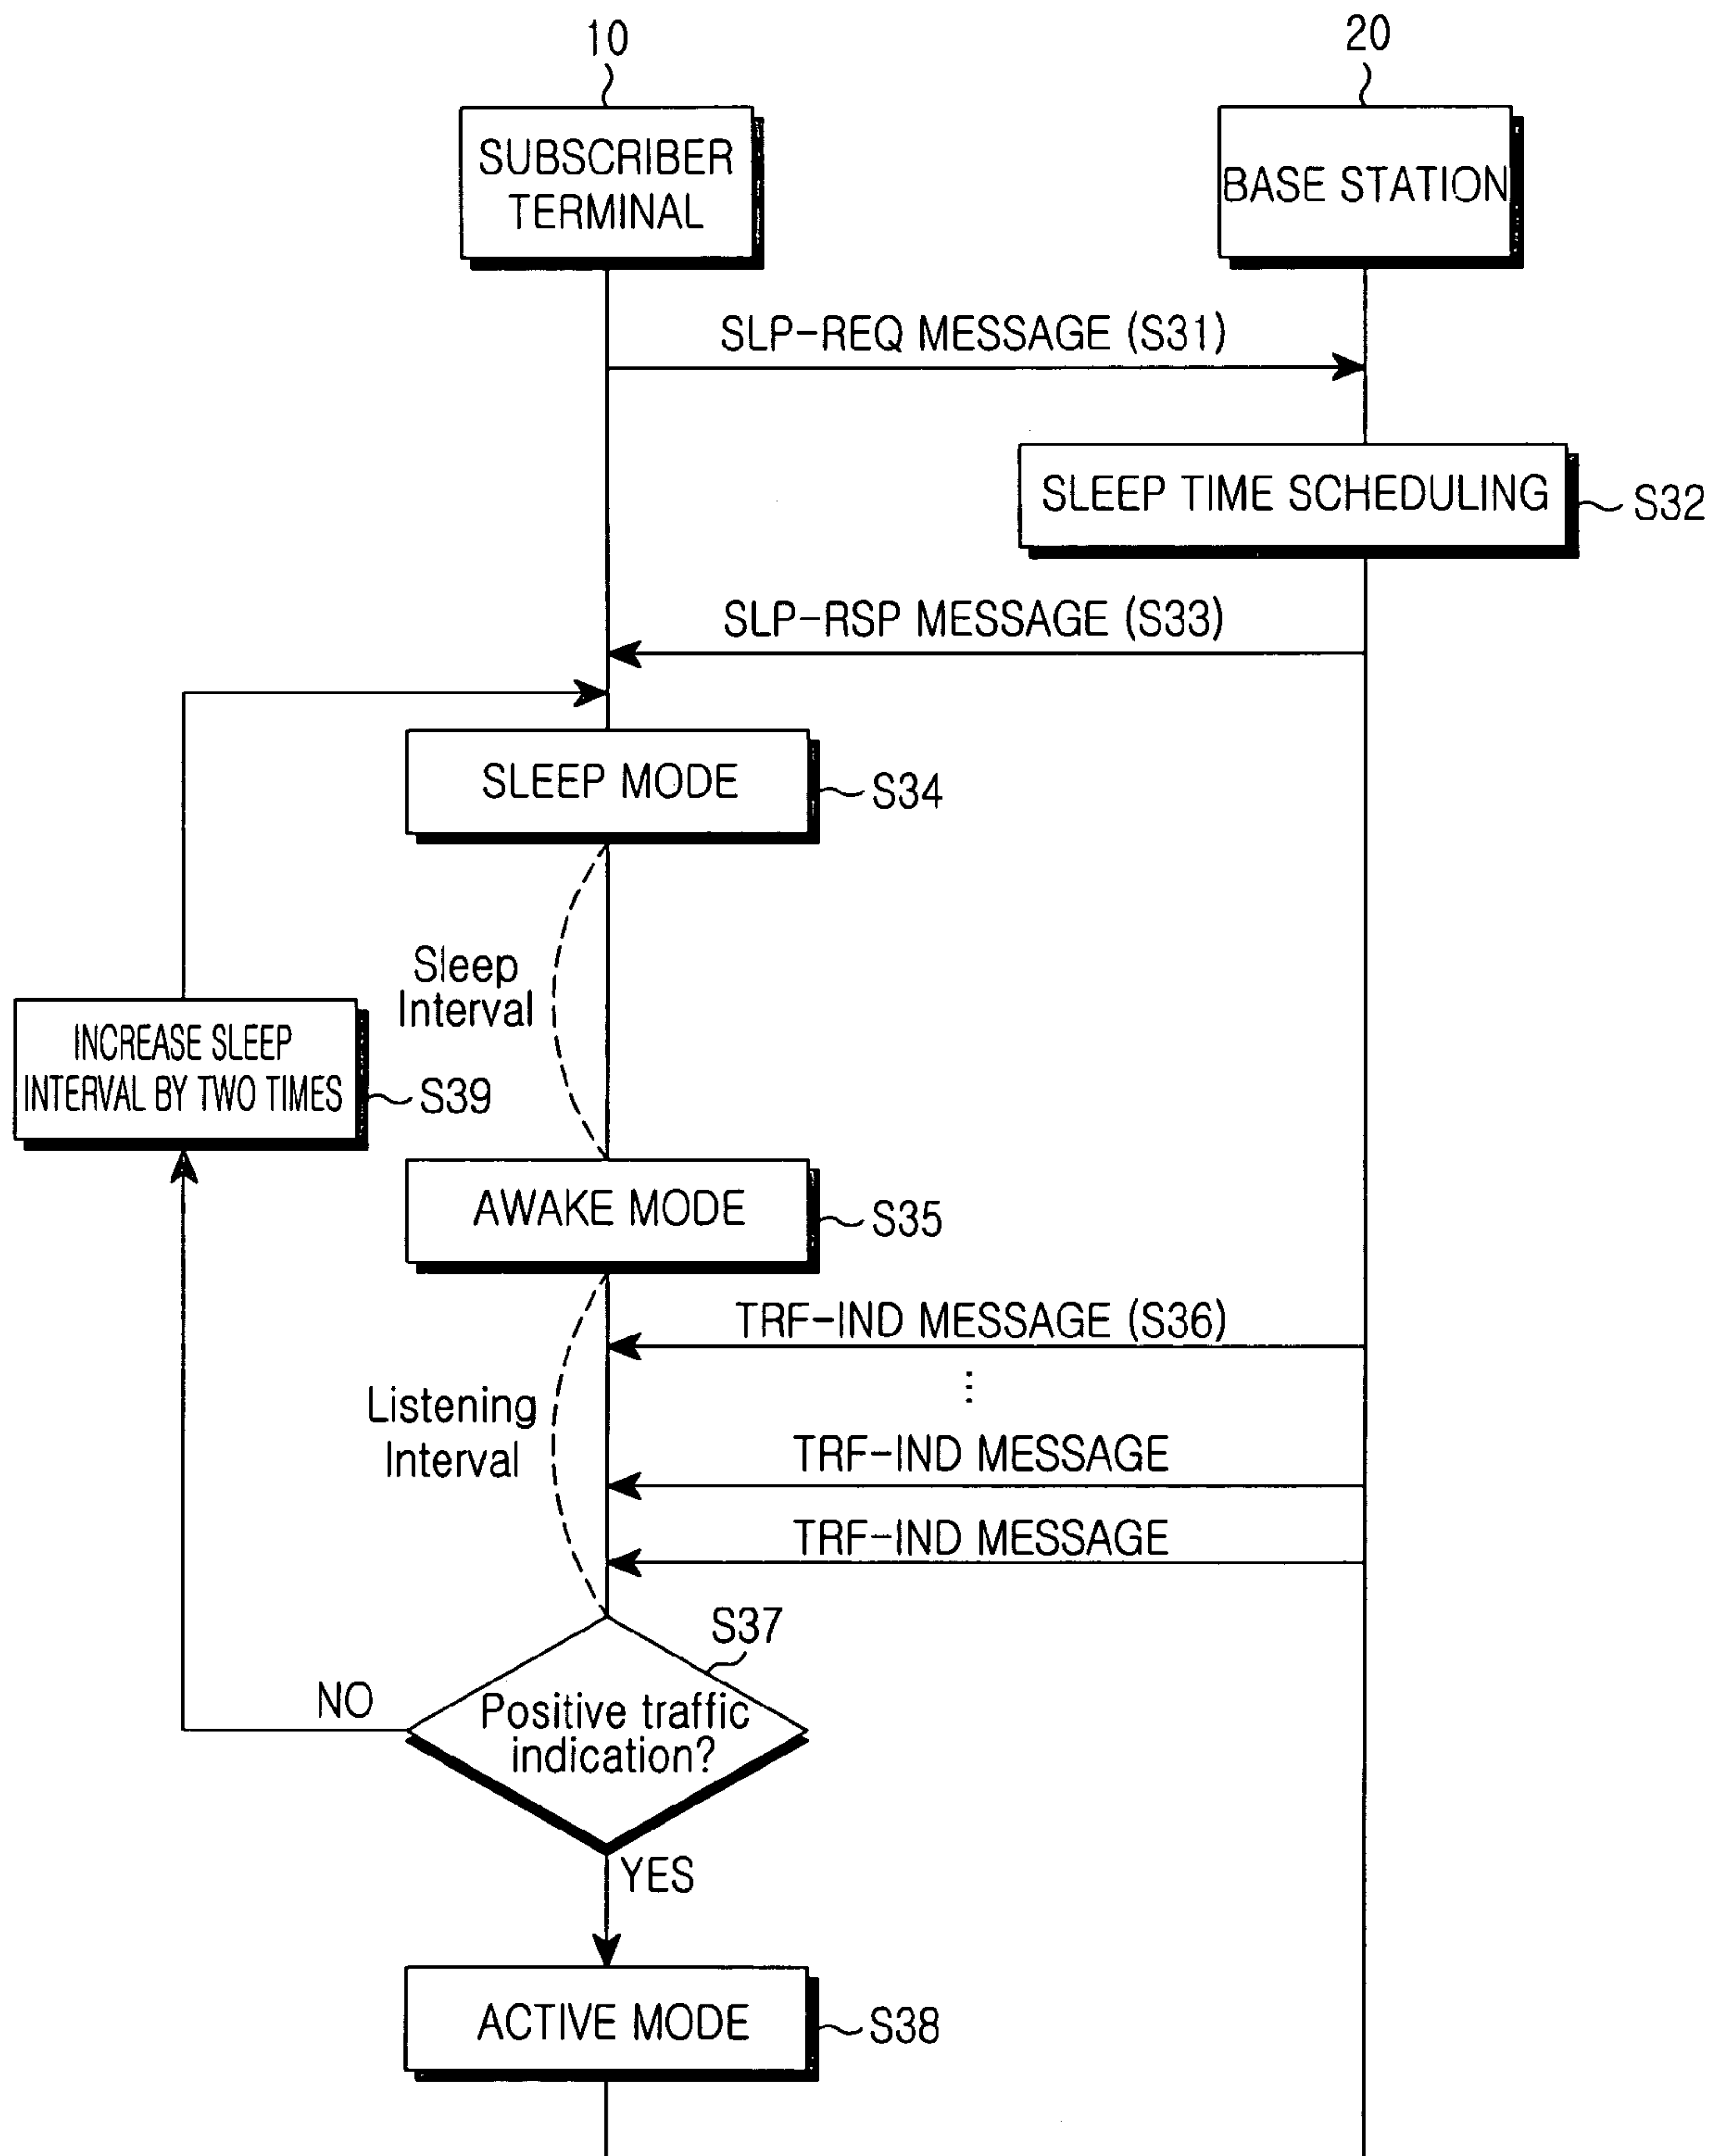 10
20
SUBSCRIBER
TERMINAL
BASE STATION
SLP-REQ MESSAGE (S31)
SLEEP TIME SCHEDULING
S32
SLP-RSP MESSAGE (S33)
SLEEP MODE
S34
Sleep
Interval
INCREASE SLEEP
INTERVAL BY TWO TIMES
S39
AWAKE MODE
S35
TRF-IND MESSAGE (S36)
⋮
Listening
Interval
TRF-IND MESSAGE
TRF-IND MESSAGE
S37
NO
Positive traffic
indication?
YES
ACTIVE MODE
S38